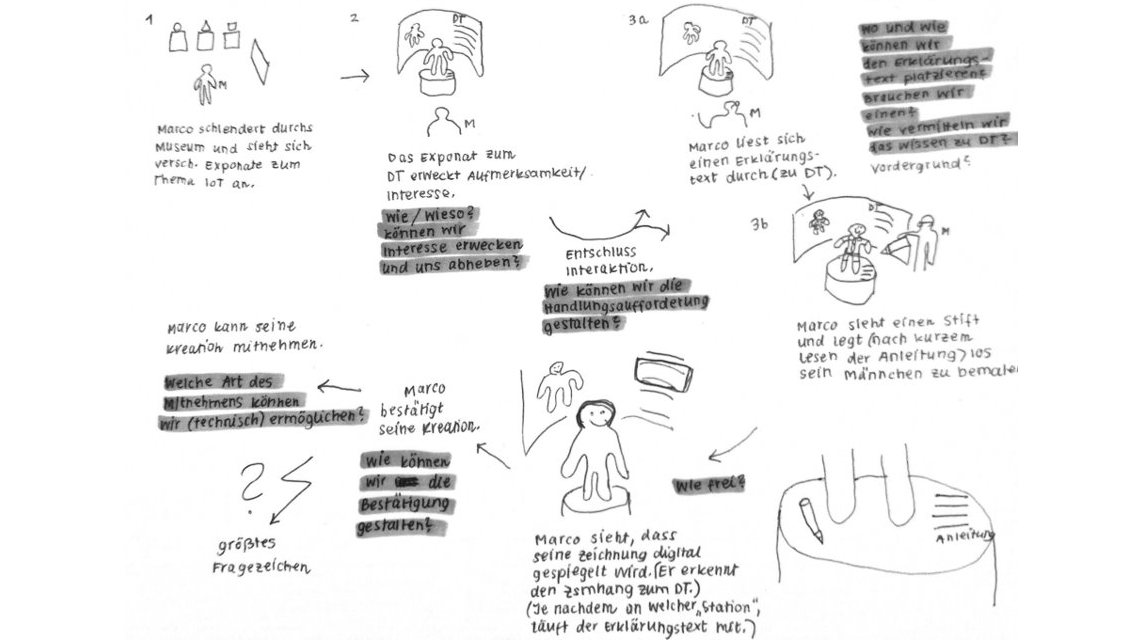 1
M
Marco schlendert durchs
Museum und sieht sich
versch. Exponate zum
Thema IoT an.
2
DT
M
Das Exponat zum
DT erweckt Aufmerksamkeit/
Interesse.
wie/wieso?
können wir
Interesse erwecken
und uns abheben?
Entschluss
Interaktion.
Wie können wir die
Handlungsaufforderung
gestalten?
3a
DT
M
Marco liest sich
einen Erklärungs-
text durch (zu DT).
wo und wie
können wir
den Erklärungs-
text platzieren?
Brauchen wir
einen?
wie vermitteln wir
das wissen zu DT?
Vordergrund?
3b
DT
M
Marco sieht einen Stift
und legt (nach kurzem
lesen der Anleitung) los
sein Männchen zu bemalen
Anleitung
Wie frei?
Marco sieht, dass
seine zeichnung digital
gespiegelt wird. (Er erkennt
den zsmhang zum DT.)
(Je nachdem an welcher „Station",
läuft der Erklärungstext mit.)
Marco
bestätigt
seine Kreation.
wie können
wir die
Bestätigung
gestalten?
Marco kann seine
Kreation mitnehmen.
Welche Art des
Mitnehmens können
wir (technisch) ermöglichen?
?
größtes
Fragezeichen